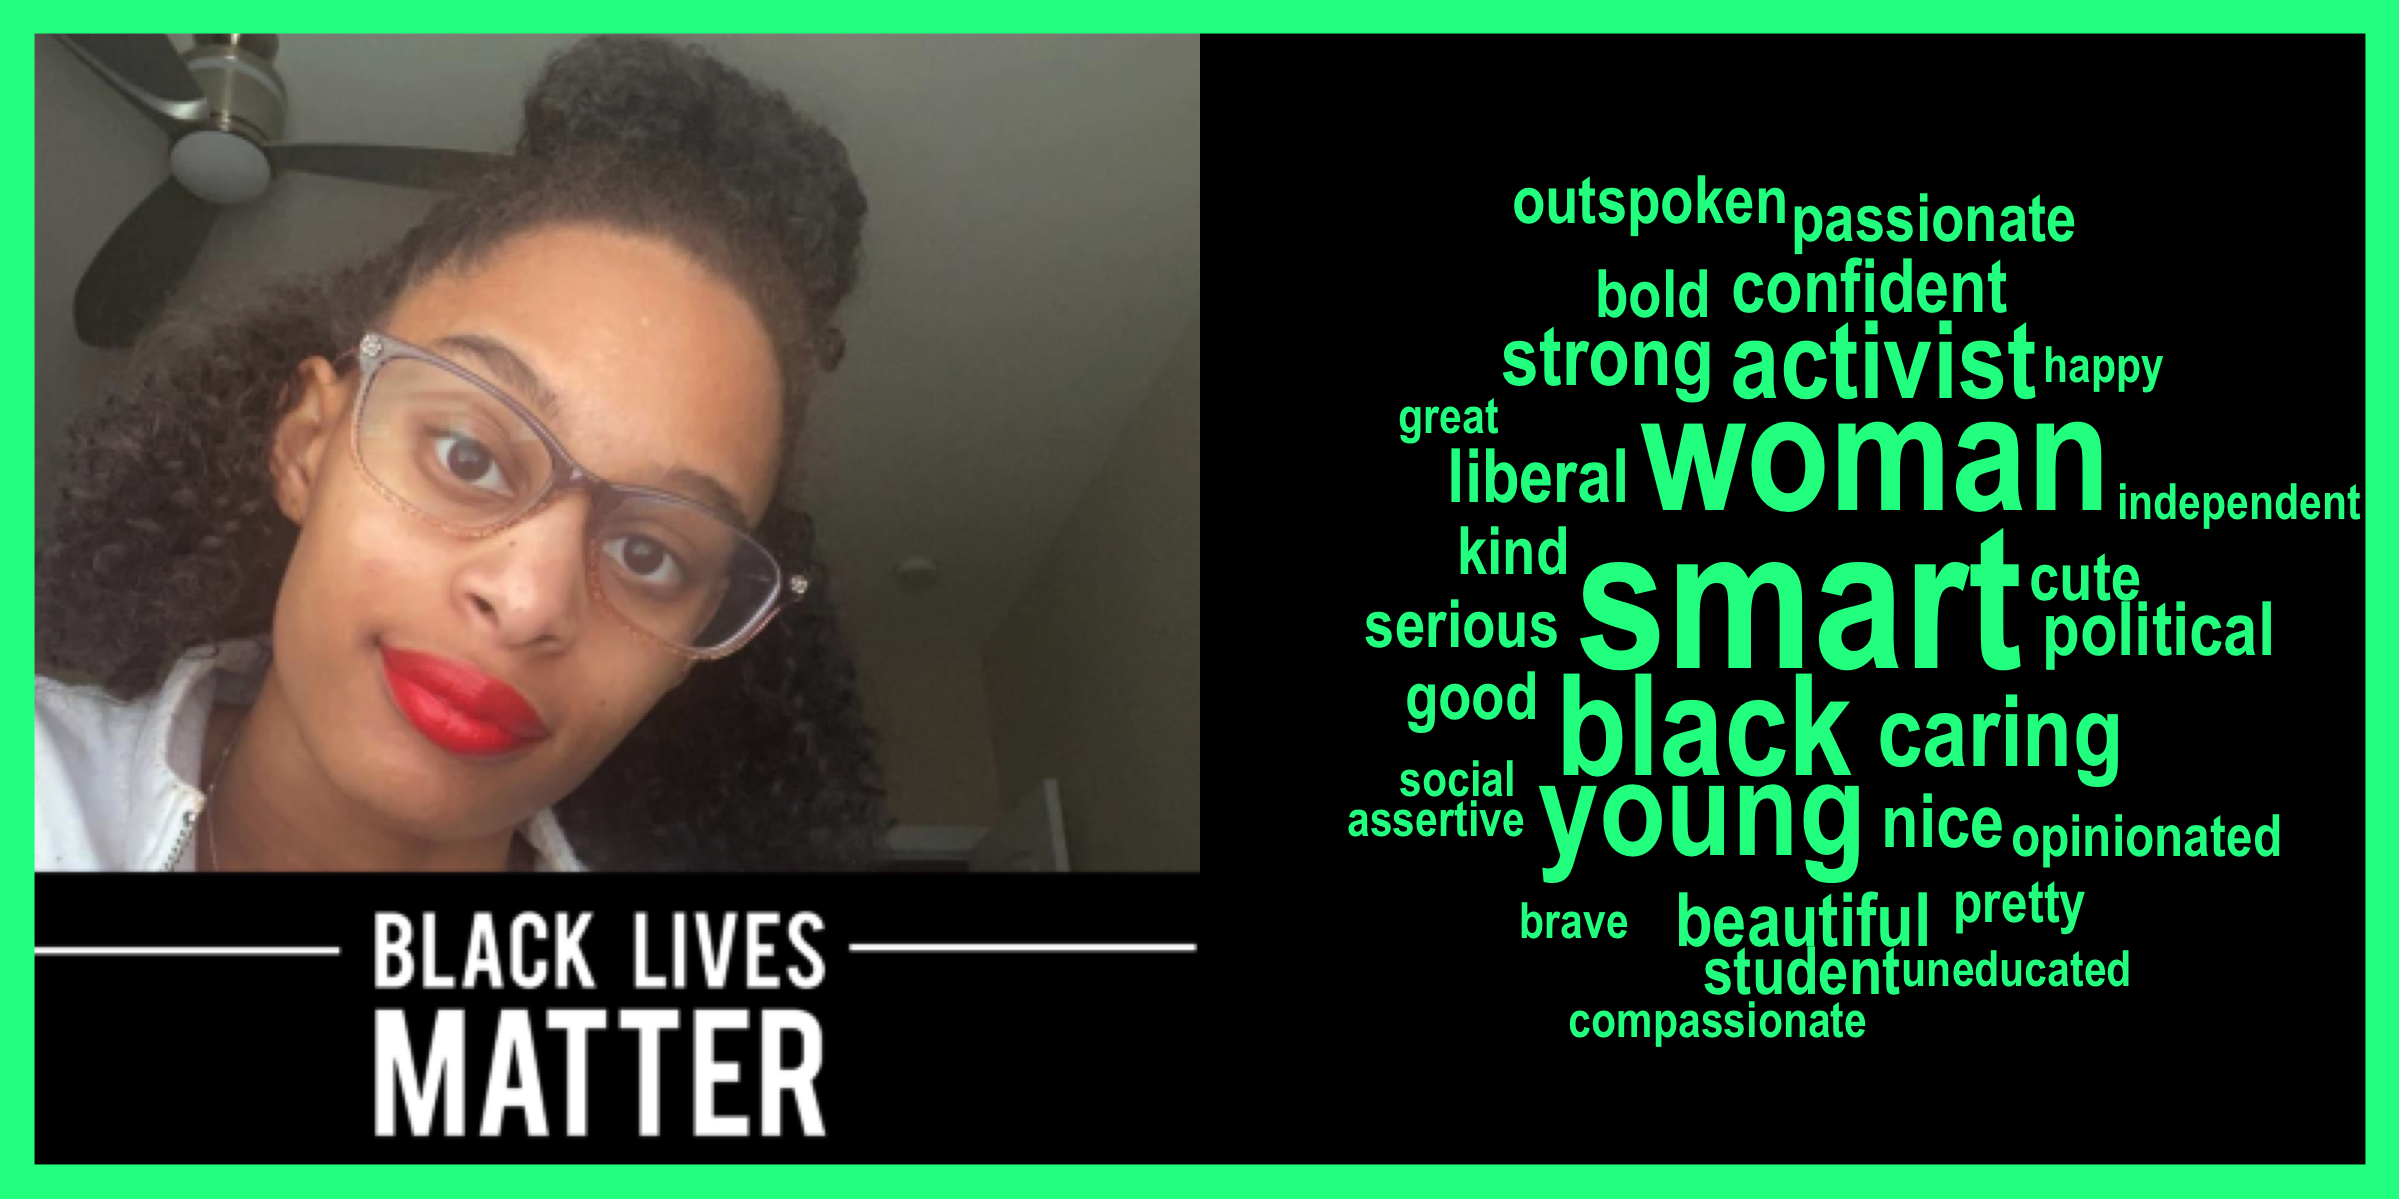 BLACK LIVES
MATTER
outspoken passionate
bold confident
strong activist happy
great
liberal woman independent
kind
smart cute
serious political
good black caring
social
assertive young nice opinionated
brave beautiful pretty
student uneducated
compassionate